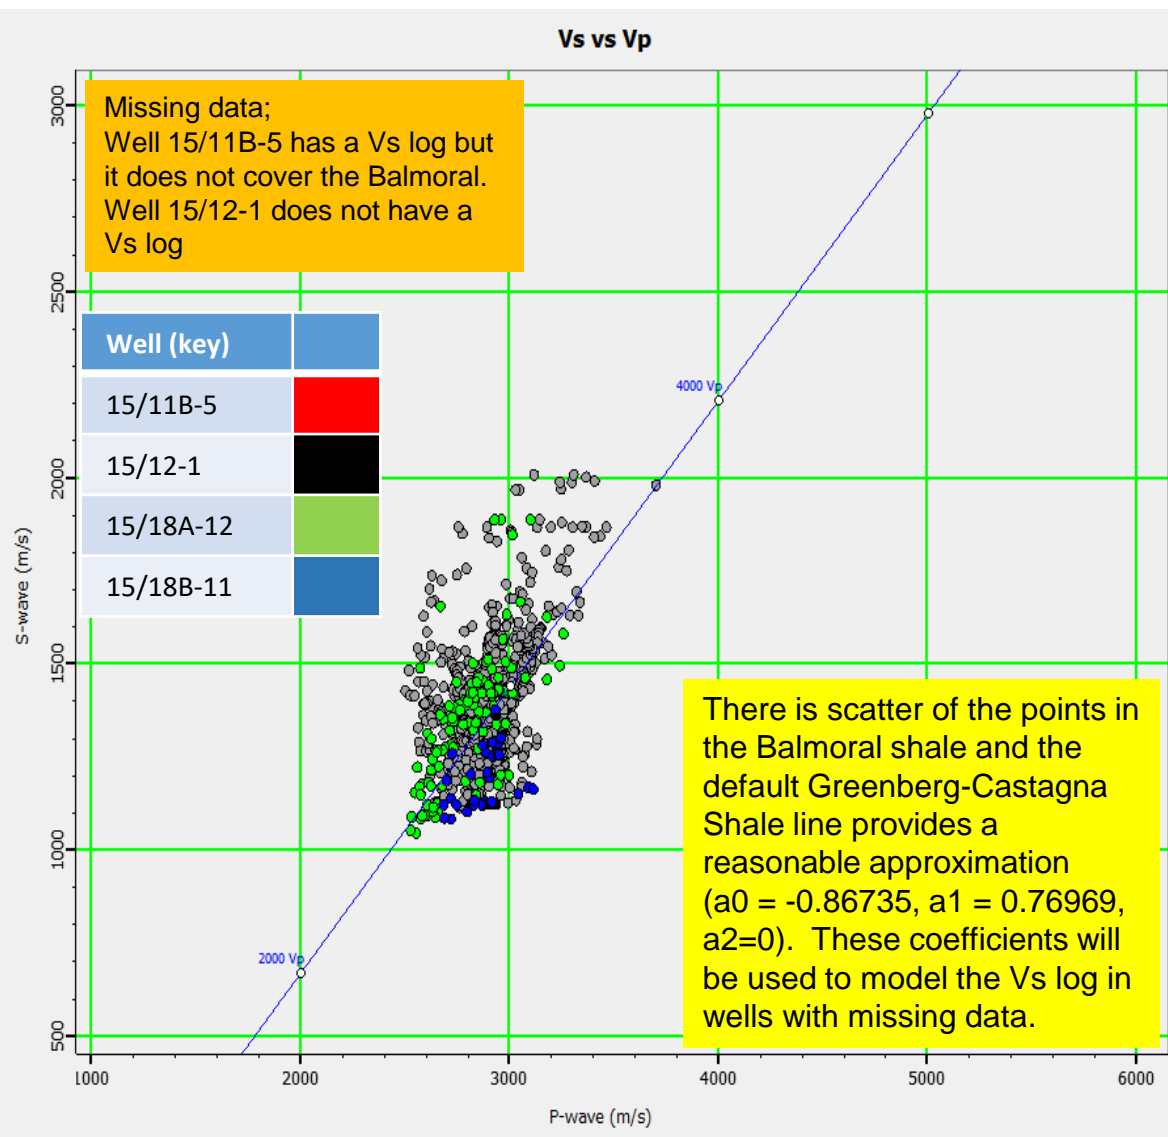 Vs vs Vp
Missing data;
Well 15/11B-5 has a Vs log but
it does not cover the Balmoral.
Well 15/12-1 does not have a
Vs log
Well (key)
15/11B-5
15/12-1
15/18A-12
15/18B-11
3000
2500
2000
1500
1000
500
S-wave (m/s)
4000 Vp
2000 Vp
There is scatter of the points in
the Balmoral shale and the
default Greenberg-Castagna
Shale line provides a
reasonable approximation
(a0 = -0.86735, a1 = 0.76969,
a2=0).  These coefficients will
be used to model the Vs log in
wells with missing data.
1000
2000
3000
4000
5000
6000
P-wave (m/s)